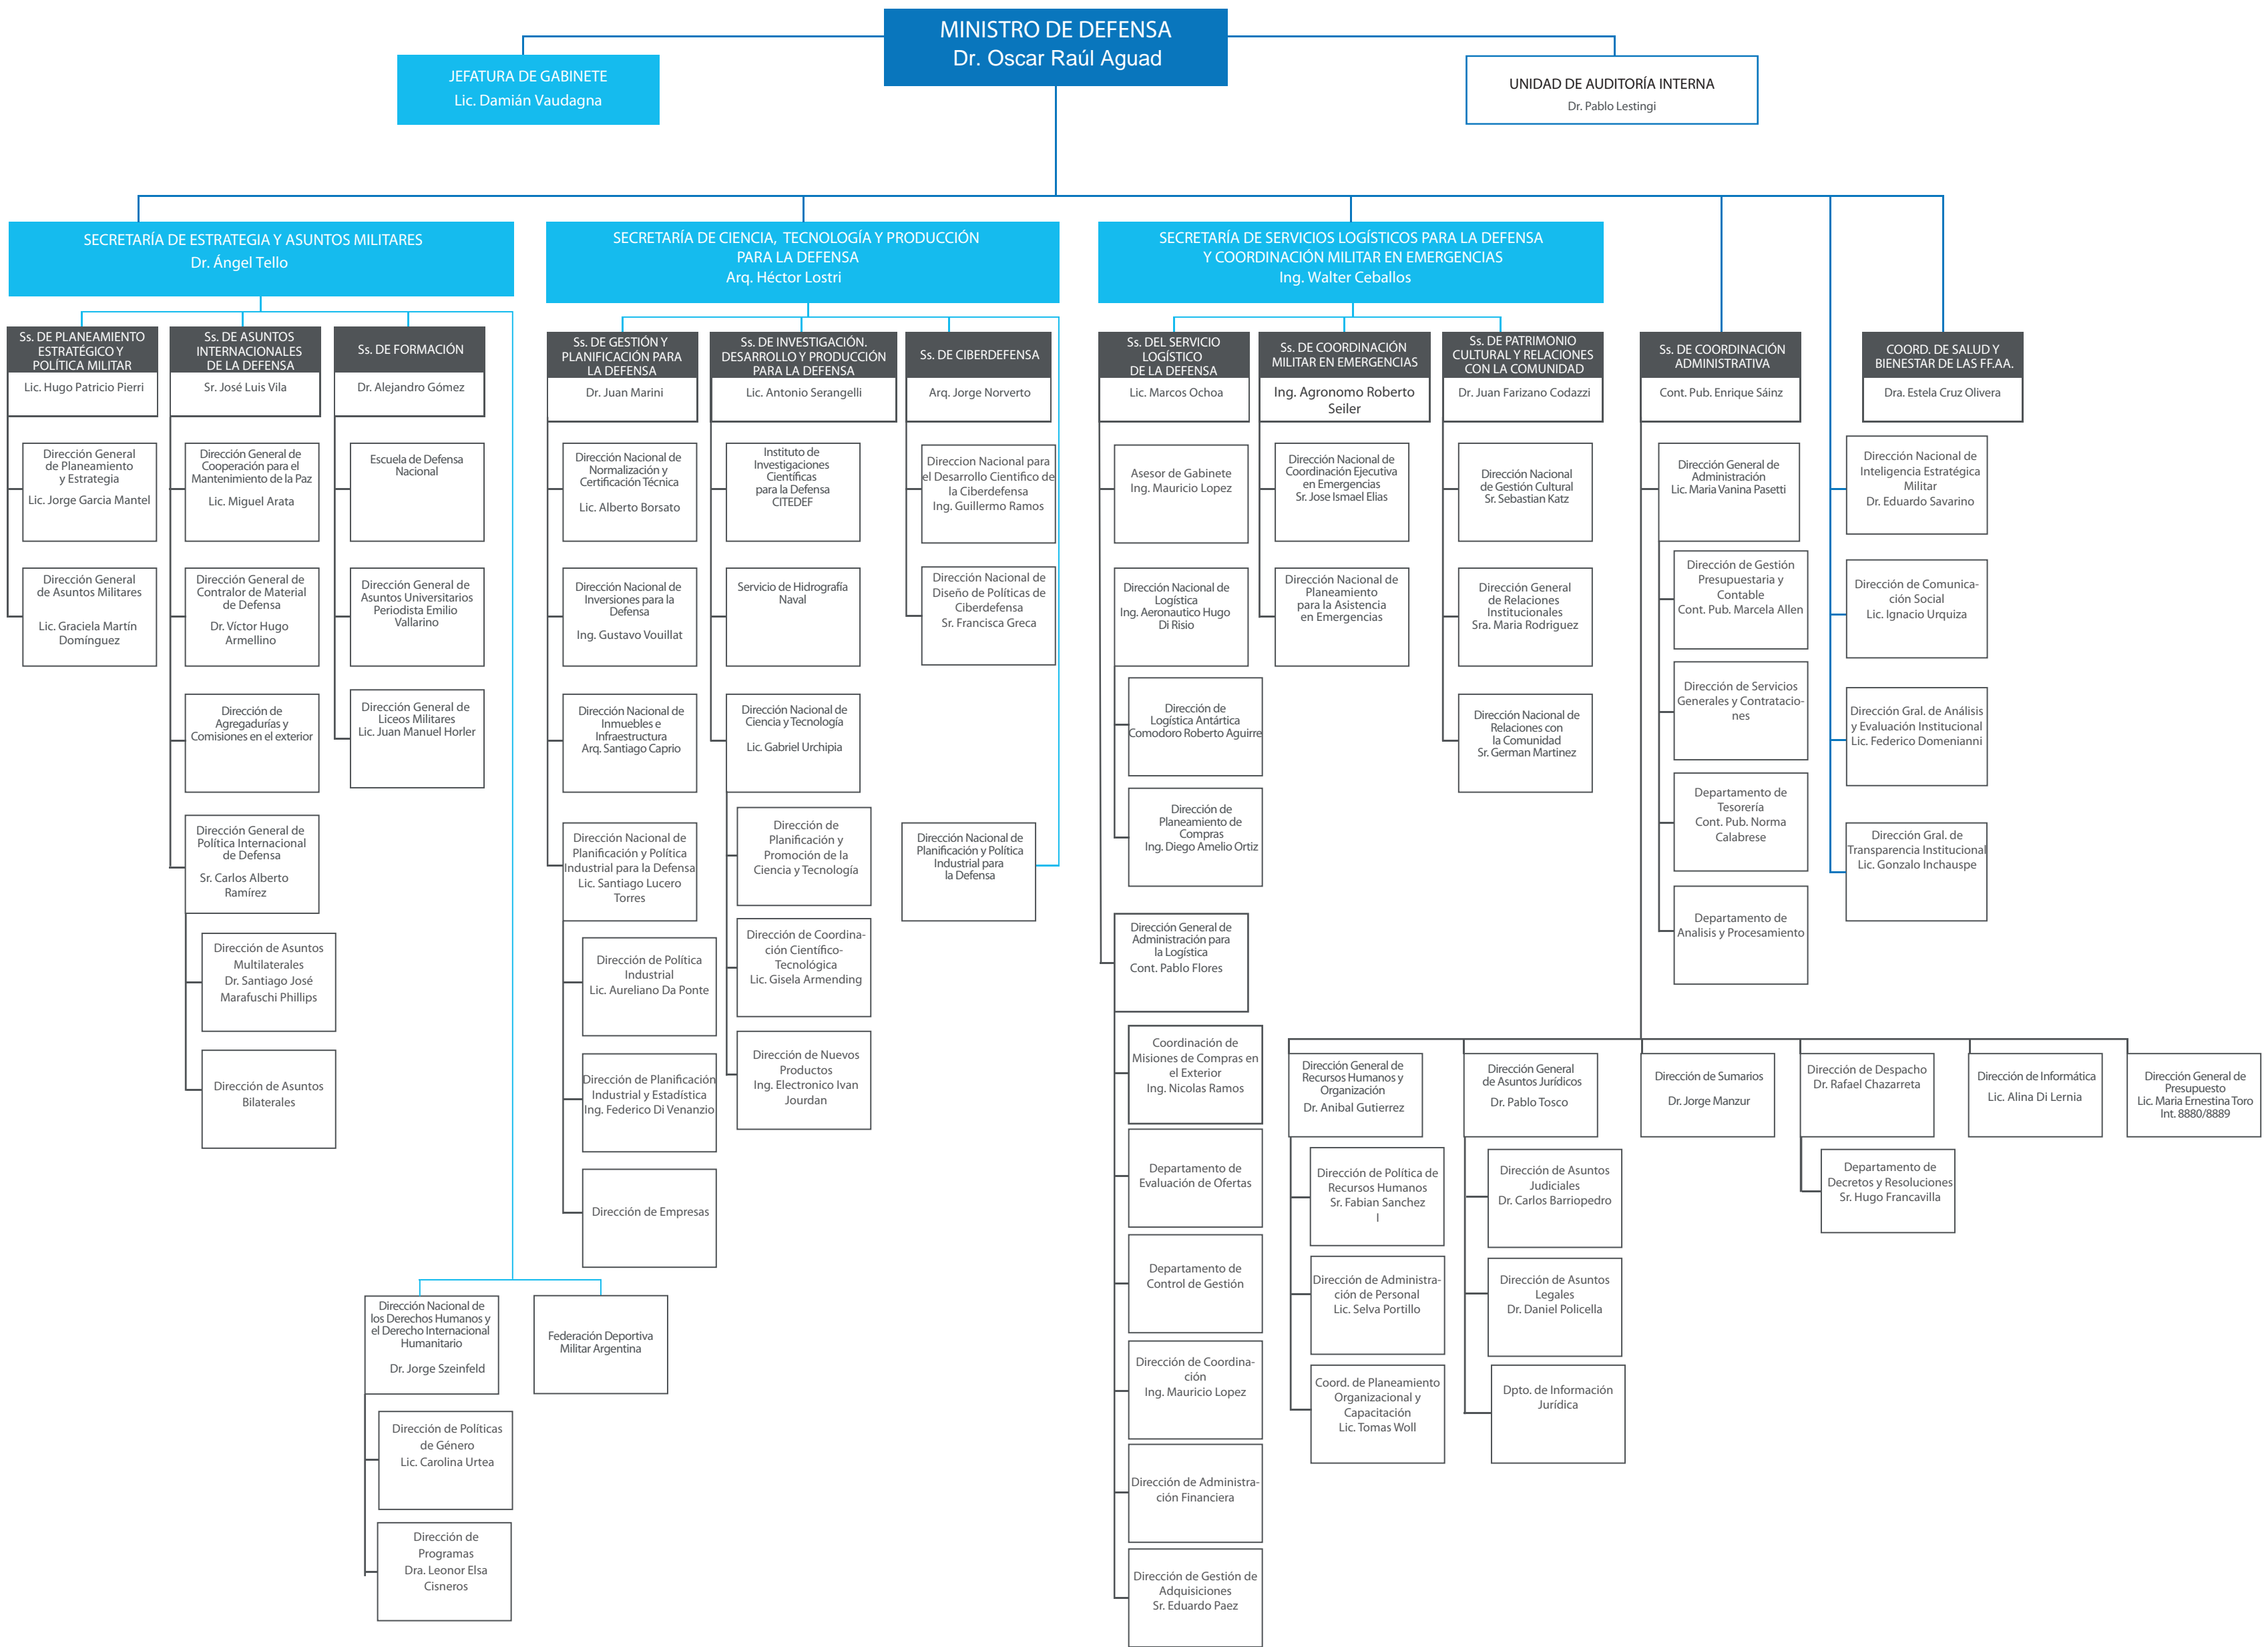 MINISTRO DE DEFENSA
Dr. Oscar Raúl Aguad
JEFATURA DE GABINETE
Lic. Damián Vaudagna
UNIDAD DE AUDITORÍA INTERNA
Dr. Pablo Lestingi
SECRETARÍA DE ESTRATEGIA Y ASUNTOS MILITARES
Dr. Ángel Tello
SECRETARÍA DE CIENCIA, TECNOLOGÍA Y PRODUCCIÓN
PARA LA DEFENSA
Arq. Héctor Lostri
SECRETARÍA DE SERVICIOS LOGÍSTICOS PARA LA DEFENSA
Y COORDINACIÓN MILITAR EN EMERGENCIAS
Ing. Walter Ceballos
Ss. DE PLANEAMIENTO
ESTRATÉGICO Y
POLÍTICA MILITAR
Lic. Hugo Patricio Pierri
Dirección General
de Planeamiento
y Estrategia
Lic. Jorge Garcia Mantel
Dirección General
de Asuntos Militares
Lic. Graciela Martín
Domínguez
Ss. DE ASUNTOS
INTERNACIONALES
DE LA DEFENSA
Sr. José Luis Vila
Dirección General de
Cooperación para el
Mantenimiento de la Paz
Lic. Miguel Arata
Dirección General de
Contralor de Material
de Defensa
Dr. Víctor Hugo
Armellino
Dirección de
Agregadurías y
Comisiones en el exterior
Dirección General de
Política Internacional
de Defensa
Sr. Carlos Alberto
Ramírez
Dirección de Asuntos
Multilaterales
Dr. Santiago José
Marafuschi Phillips
Dirección de Asuntos
Bilaterales
Ss. DE FORMACIÓN
Dr. Alejandro Gómez
Escuela de Defensa
Nacional
Dirección General de
Asuntos Universitarios
Periodista Emilio
Vallarino
Dirección General de
Liceos Militares
Lic. Juan Manuel Horler
Dirección Nacional de
los Derechos Humanos y
el Derecho Internacional
Humanitario
Dr. Jorge Szeinfeld
Dirección de Políticas
de Género
Lic. Carolina Urtea
Dirección de
Programas
Dra. Leonor Elsa
Cisneros
Federación Deportiva
Militar Argentina
Ss. DE GESTIÓN Y
PLANIFICACIÓN PARA
LA DEFENSA
Dr. Juan Marini
Dirección Nacional de
Normalización y
Certificación Técnica
Lic. Alberto Borsato
Dirección Nacional de
Inversiones para la
Defensa
Ing. Gustavo Vouillat
Dirección Nacional de
Inmuebles e
Infraestructura
Arq. Santiago Caprio
Dirección Nacional de
Planificación y Política
Industrial para la Defensa
Lic. Santiago Lucero
Torres
Dirección de Política
Industrial
Lic. Aureliano Da Ponte
Dirección de Planificación
Industrial y Estadística
Ing. Federico Di Venanzio
Dirección de Empresas
Ss. DE INVESTIGACIÓN.
DESARROLLO Y PRODUCCIÓN
PARA LA DEFENSA
Lic. Antonio Serangelli
Instituto de
Investigaciones
Científicas
para la Defensa
CITEDEF
Servicio de Hidrografía
Naval
Dirección Nacional de
Ciencia y Tecnología
Lic. Gabriel Urchipia
Dirección de
Planificación y
Promoción de la
Ciencia y Tecnología
Dirección de Coordina-
ción Científico-
Tecnológica
Lic. Gisela Armending
Dirección de Nuevos
Productos
Ing. Electronico Ivan
Jourdan
Ss. DE CIBERDEFENSA
Arq. Jorge Norverto
Direccion Nacional para
el Desarrollo Cientifico de
la Ciberdefensa
Ing. Guillermo Ramos
Dirección Nacional de
Diseño de Políticas de
Ciberdefensa
Sr. Francisca Greca
Dirección Nacional de
Planificación y Política
Industrial para
la Defensa
Ss. DEL SERVICIO
LOGÍSTICO
DE LA DEFENSA
Lic. Marcos Ochoa
Asesor de Gabinete
Ing. Mauricio Lopez
Dirección Nacional de
Logística
Ing. Aeronautico Hugo
Di Risio
Dirección de
Logística Antártica
Comodoro Roberto Aguirre
Dirección de
Planeamiento de
Compras
Ing. Diego Amelio Ortiz
Dirección General de
Administración para
la Logística
Cont. Pablo Flores
Coordinación de
Misiones de Compras en
el Exterior
Ing. Nicolas Ramos
Departamento de
Evaluación de Ofertas
Departamento de
Control de Gestión
Dirección de Coordina-
ción
Ing. Mauricio Lopez
Dirección de Administra-
ción Financiera
Dirección de Gestión de
Adquisiciones
Sr. Eduardo Paez
Ss. DE COORDINACIÓN
MILITAR EN EMERGENCIAS
Ing. Agronomo Roberto
Seiler
Dirección Nacional de
Coordinación Ejecutiva
en Emergencias
Sr. Jose Ismael Elias
Dirección Nacional de
Planeamiento
para la Asistencia
en Emergencias
Ss. DE PATRIMONIO
CULTURAL Y RELACIONES
CON LA COMUNIDAD
Dr. Juan Farizano Codazzi
Dirección Nacional
de Gestión Cultural
Sr. Sebastian Katz
Dirección General
de Relaciones
Institucionales
Sra. Maria Rodriguez
Dirección Nacional de
Relaciones con
la Comunidad
Sr. German Martinez
Ss. DE COORDINACIÓN
ADMINISTRATIVA
Cont. Pub. Enrique Sáinz
Dirección General de
Administración
Lic. Maria Vanina Pasetti
Dirección de Gestión
Presupuestaria y
Contable
Cont. Pub. Marcela Allen
Dirección de Servicios
Generales y Contratacio-
nes
Departamento de
Tesorería
Cont. Pub. Norma
Calabrese
Departamento de
Analisis y Procesamiento
COORD. DE SALUD Y
BIENESTAR DE LAS FF.AA.
Dra. Estela Cruz Olivera
Dirección Nacional de
Inteligencia Estratégica
Militar
Dr. Eduardo Savarino
Dirección de Comunica-
ción Social
Lic. Ignacio Urquiza
Dirección Gral. de Análisis
y Evaluación Institucional
Lic. Federico Domenianni
Dirección Gral. de
Transparencia Institucional
Lic. Gonzalo Inchauspe
Dirección General de
Recursos Humanos y
Organización
Dr. Anibal Gutierrez
Dirección de Política de
Recursos Humanos
Sr. Fabian Sanchez
I
Dirección de Administra-
ción de Personal
Lic. Selva Portillo
Coord. de Planeamiento
Organizacional y
Capacitación
Lic. Tomas Woll
Dirección General
de Asuntos Jurídicos
Dr. Pablo Tosco
Dirección de Asuntos
Judiciales
Dr. Carlos Barriopedro
Dirección de Asuntos
Legales
Dr. Daniel Policella
Dpto. de Información
Jurídica
Dirección de Sumarios
Dr. Jorge Manzur
Dirección de Despacho
Dr. Rafael Chazarreta
Departamento de
Decretos y Resoluciones
Sr. Hugo Francavilla
Dirección de Informática
Lic. Alina Di Lernia
Dirección General de
Presupuesto
Lic. Maria Ernestina Toro
Int. 8880/8889